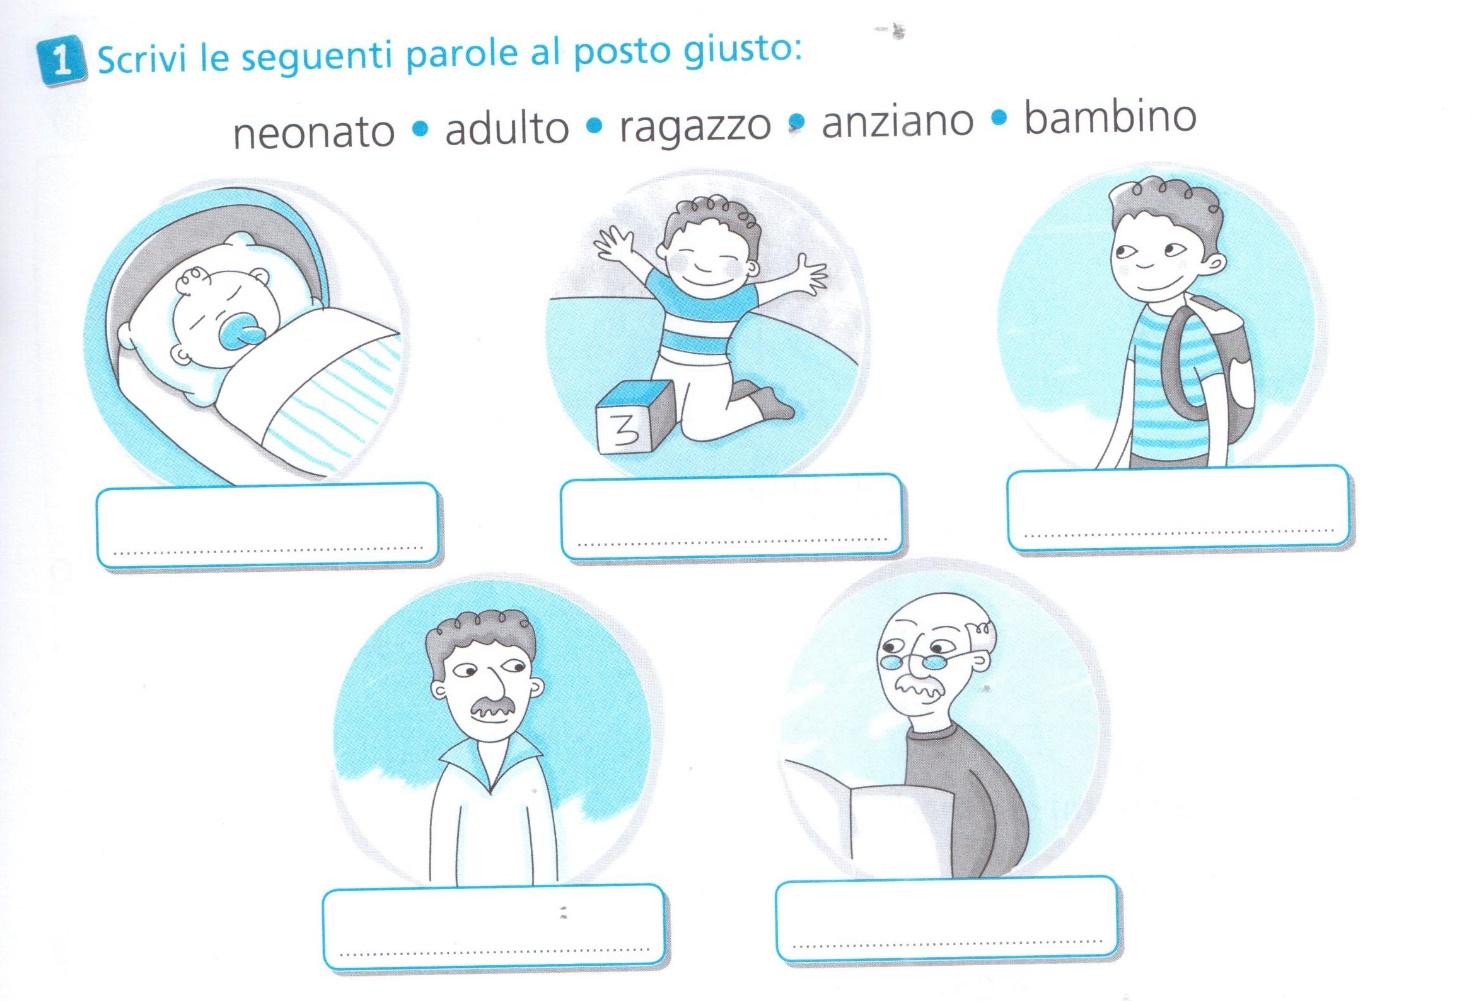 1 Scrivi le seguenti parole al posto giusto:
neonato • adulto • ragazzo • anziano • bambino
3